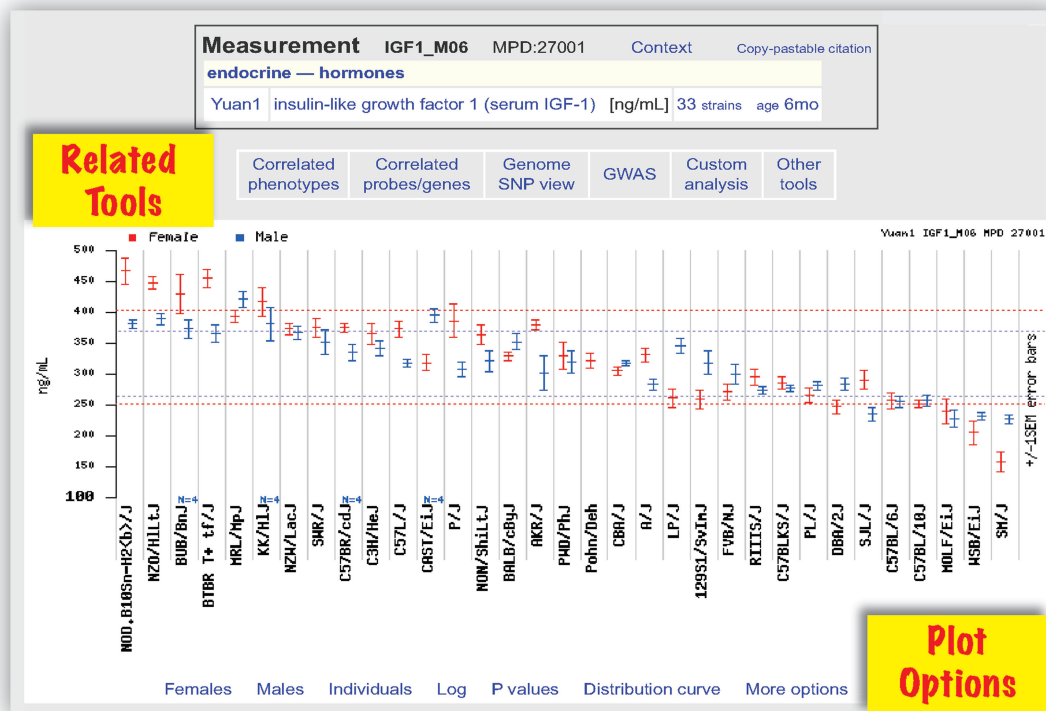 Measurement IGF1_M06 MPD:27001 Context Copy-pastable citation
endocrine — hormones
Yuan1 insulin-like growth factor 1 (serum IGF-1) [ng/mL] 33 strains age 6mo
Related
Tools
Correlated phenotypes
Correlated probes/genes
Genome SNP view
GWAS
Custom analysis
Other tools
Female Male
Yuan1 IGF1_M06 MPD 27001
500
450
400
350
300
250
200
150
100
ng/mL
+/-1SEM error bars
N=4 N=4 N=4 N=4
NOD.B10Sn-H2<b>/J
NZO/HlLtJ
BUB/BnJ
BTBR T+ tf/J
MRL/MpJ
KK/HlJ
NZW/LacJ
SWR/J
C57BR/cdJ
C3H/HeJ
C57L/J
CAST/EiJ
P/J
NON/ShiLtJ
BALB/cByJ
AKR/J
PWD/PhJ
Pohn/Deh
CBA/J
A/J
LP/J
129S1/SvImJ
FVB/NJ
RIIIS/J
C57BLKS/J
PL/J
DBA/2J
SJL/J
C57BL/6J
C57BL/10J
MOLF/EiJ
WSB/EiJ
SM/J
Plot
Options
Females Males Individuals Log P values Distribution curve More options